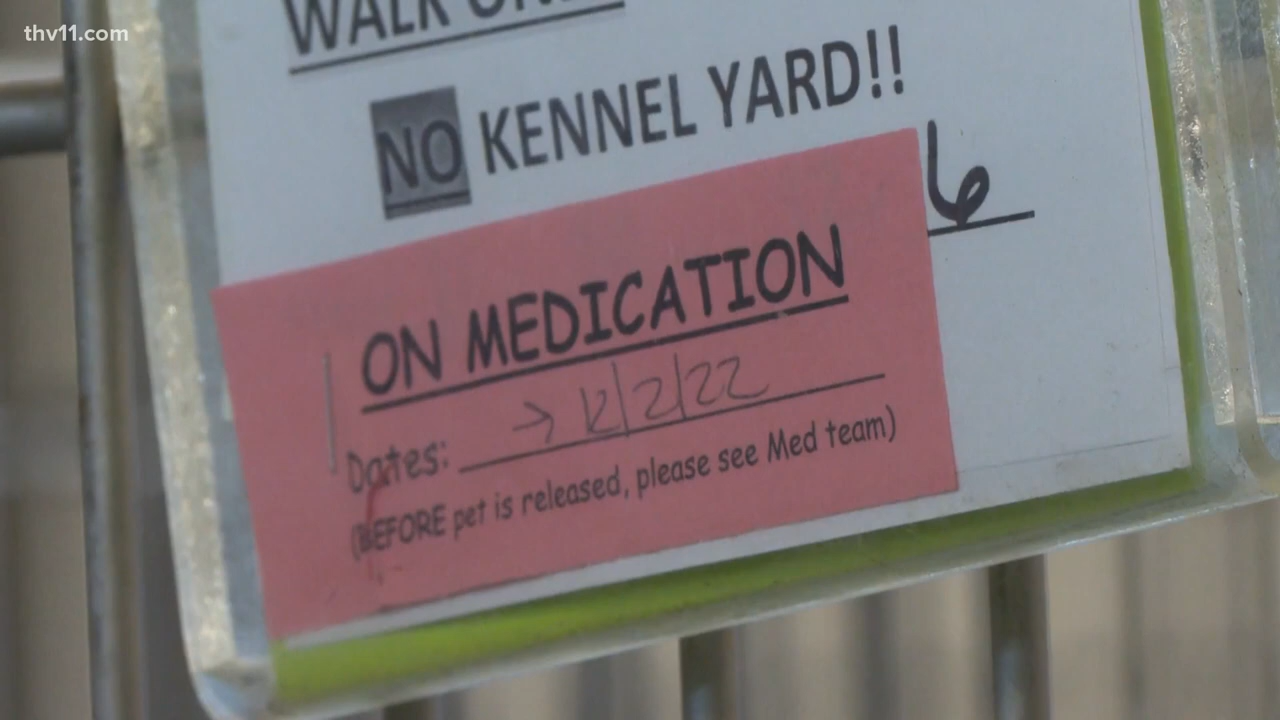 thv11.com
WALK
NO KENNEL YARD!!
6
ON MEDICATION
Dates: → 12/2/22
(BEFORE pet is released, please see Med team)